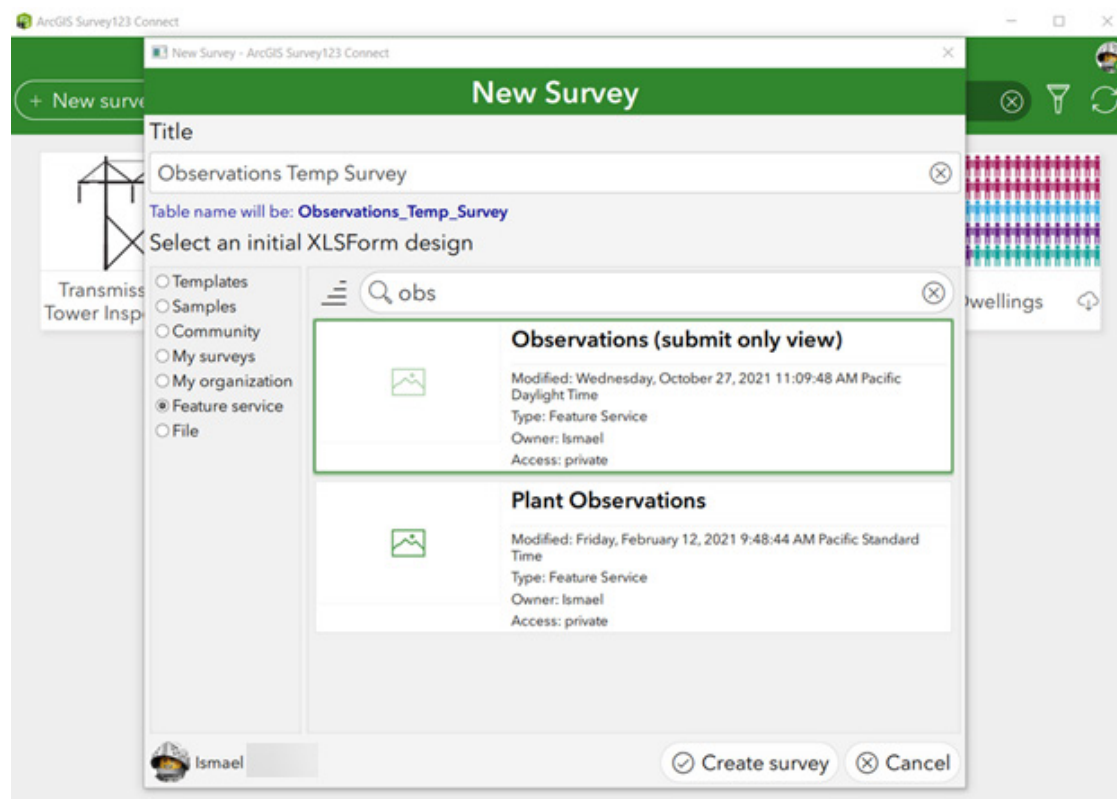 ArcGIS Survey123 Connect
New Survey - ArcGIS Survey123 Connect
New Survey
+ New surve
Title
Observations Temp Survey
Table name will be: Observations_Temp_Survey
Select an initial XLSForm design
Templates
Samples
Community
My surveys
My organization
Feature service
File
obs
Observations (submit only view)
Modified: Wednesday, October 27, 2021 11:09:48 AM Pacific
Daylight Time
Type: Feature Service
Owner: Ismael
Access: private
Plant Observations
Modified: Friday, February 12, 2021 9:48:44 AM Pacific Standard
Time
Type: Feature Service
Owner: Ismael
Access: private
Transmiss
Tower Insp
Dwellings
Ismael
Create survey
Cancel